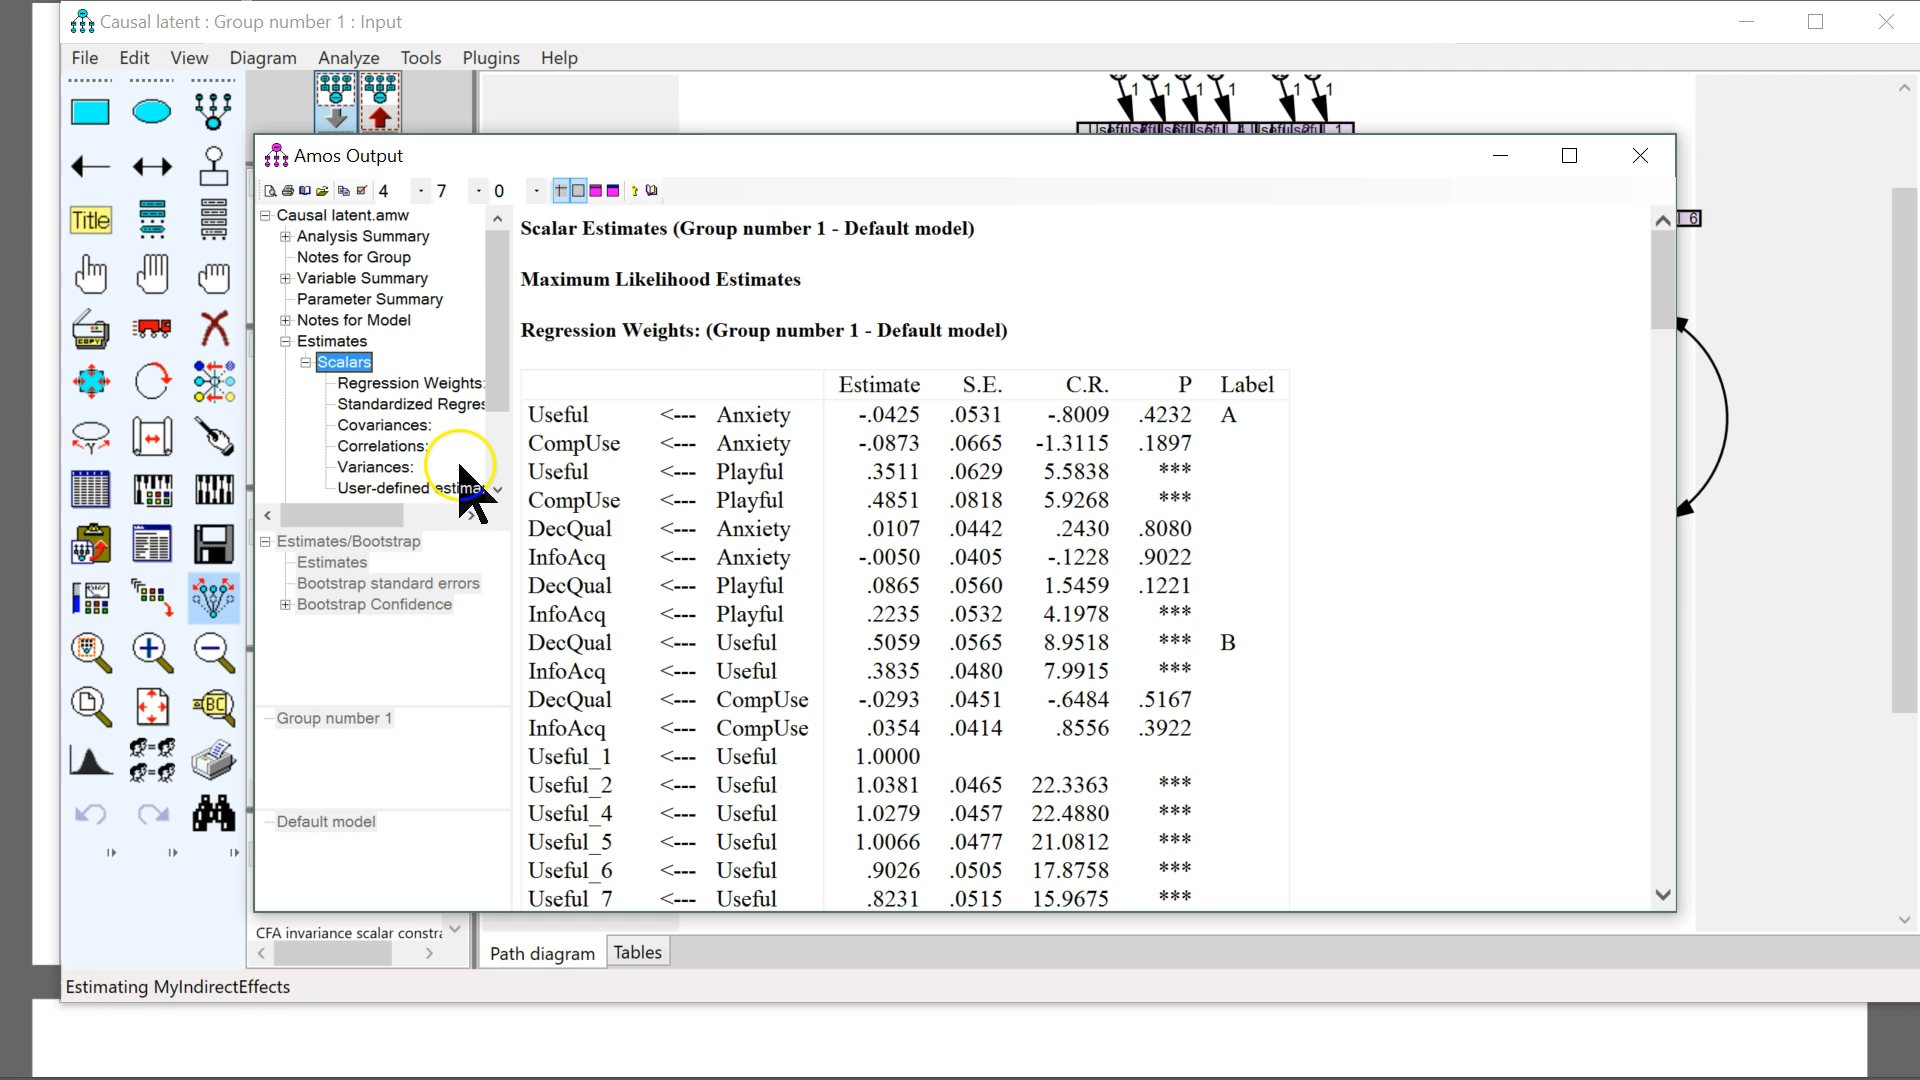 Causal latent : Group number 1 : Input
File Edit View Diagram Analyze Tools Plugins Help
1 1 1 1 1 1
Title
6
Amos Output
4 7 0
Causal latent.amw
Analysis Summary
Notes for Group
Variable Summary
Parameter Summary
Notes for Model
Estimates
Scalars
Regression Weights:
Standardized Regres
Covariances:
Correlations:
Variances:
User-defined estima
Estimates/Bootstrap
Estimates
Bootstrap standard errors
Bootstrap Confidence
Group number 1
Default model
Scalar Estimates (Group number 1 - Default model)
Maximum Likelihood Estimates
Regression Weights: (Group number 1 - Default model)
Estimate S.E. C.R. P Label
Useful <--- Anxiety -.0425 .0531 -.8009 .4232 A
CompUse <--- Anxiety -.0873 .0665 -1.3115 .1897
Useful <--- Playful .3511 .0629 5.5838 ***
CompUse <--- Playful .4851 .0818 5.9268 ***
DecQual <--- Anxiety .0107 .0442 .2430 .8080
InfoAcq <--- Anxiety -.0050 .0405 -.1228 .9022
DecQual <--- Playful .0865 .0560 1.5459 .1221
InfoAcq <--- Playful .2235 .0532 4.1978 ***
DecQual <--- Useful .5059 .0565 8.9518 *** B
InfoAcq <--- Useful .3835 .0480 7.9915 ***
DecQual <--- CompUse -.0293 .0451 -.6484 .5167
InfoAcq <--- CompUse .0354 .0414 .8556 .3922
Useful_1 <--- Useful 1.0000
Useful_2 <--- Useful 1.0381 .0465 22.3363 ***
Useful_4 <--- Useful 1.0279 .0457 22.4880 ***
Useful_5 <--- Useful 1.0066 .0477 21.0812 ***
Useful_6 <--- Useful .9026 .0505 17.8758 ***
Useful_7 <--- Useful .8231 .0515 15.9675 ***
CFA invariance scalar constra
Path diagram Tables
Estimating MyIndirectEffects